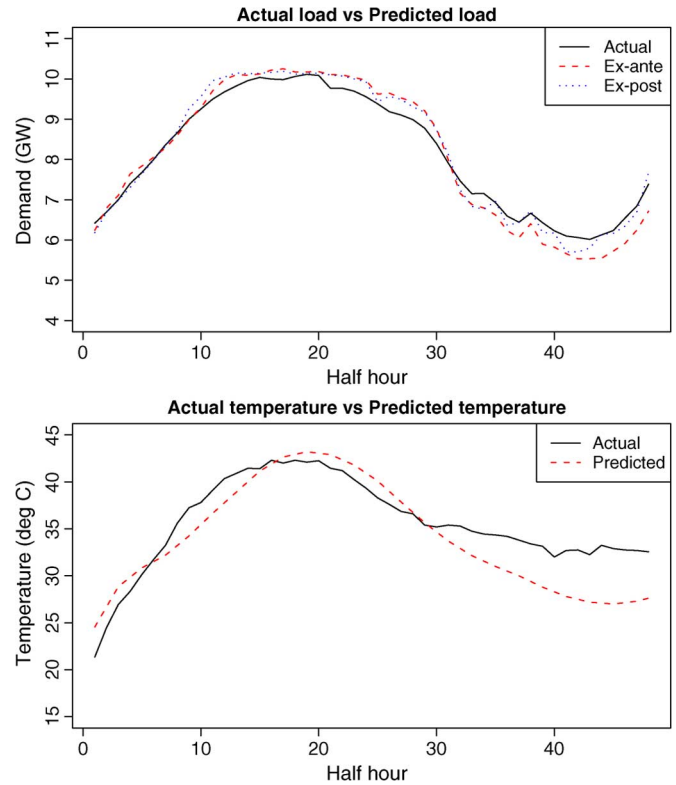 Actual load vs Predicted load
Demand (GW)
11
10
9
8
7
6
5
4
Actual
Ex-ante
Ex-post
0 10 20 30 40
Half hour
Actual temperature vs Predicted temperature
Temperature (deg C)
45
40
35
30
25
20
15
Actual
Predicted
0 10 20 30 40
Half hour